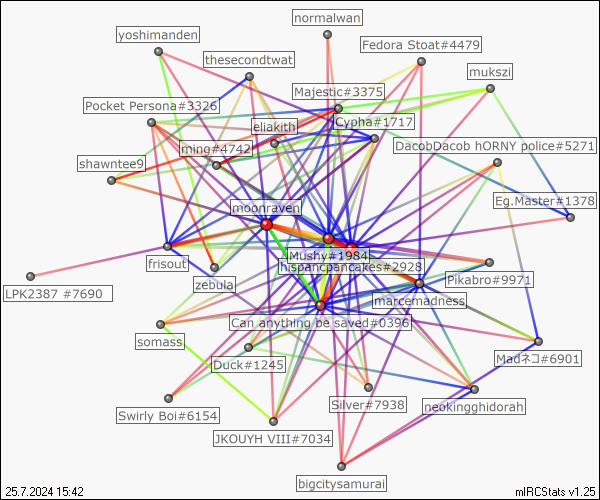 normalwan
yoshimanden
Fedora Stoat#4479
thesecondtwat
mukszi
Majestic#3375
Pocket Persona#3326
Cypha#1717
eliakith
DacobDacob hORNY police#5271
ming#4742
shawntee9
Eg.Master#1378
moonraven
Mushy#1984
frisout
hispancpancakes#2928
zebula
Pikabro#9971
LPK2387 #7690
marcemadness
Can anything be saved#0396
somass
Madネコ#6901
Duck#1245
Silver#7938
neokingghidorah
Swirly Boi#6154
JKOUYH VIII#7034
bigcitysamurai
25.7.2024 15:42
mIRCStats v1.25